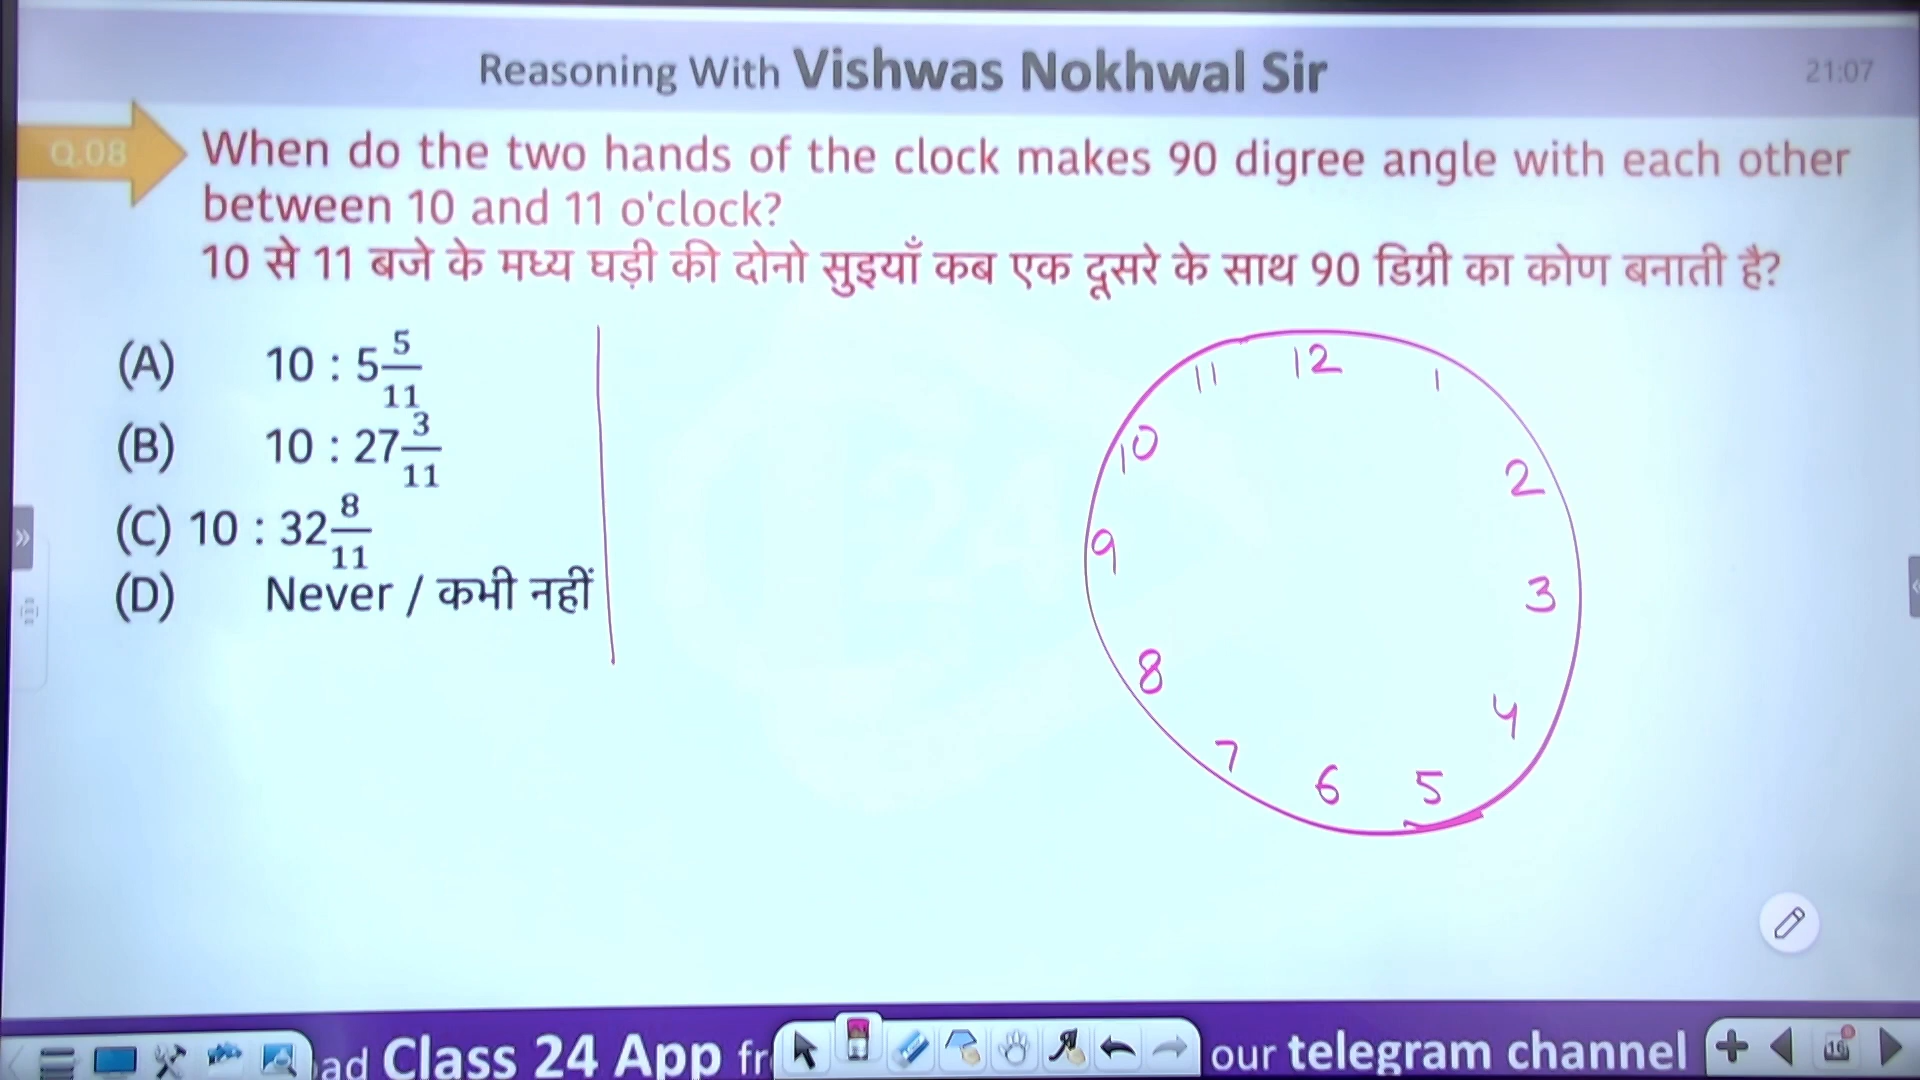 Reasoning With Vishwas Nokhwal Sir
21:07
Q.08
When do the two hands of the clock makes 90 digree angle with each other
between 10 and 11 o'clock?
10 से 11 बजे के मध्य घड़ी की दोनो सुइयाँ कब एक दूसरे के साथ 90 डिग्री का कोण बनाती है?
(A) 10 : 5 5/11
(B) 10 : 27 3/11
(C) 10 : 32 8/11
(D) Never / कभी नहीं
12
11
1
10
2
9
3
8
4
7
6
5
ad Class 24 App fr
our telegram channel
16